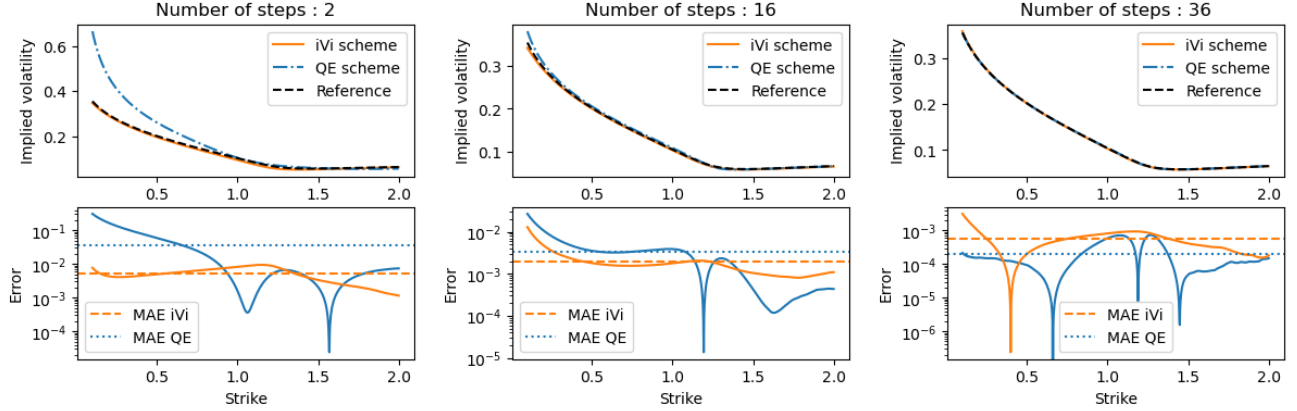 Number of steps : 2
Implied volatility
0.6
0.4
0.2
iVi scheme
QE scheme
Reference
0.5
1.0
1.5
2.0
Number of steps : 16
Implied volatility
0.3
0.2
0.1
iVi scheme
QE scheme
Reference
0.5
1.0
1.5
2.0
Number of steps : 36
Implied volatility
0.3
0.2
0.1
iVi scheme
QE scheme
Reference
0.5
1.0
1.5
2.0
Error
10⁻¹
10⁻²
10⁻³
10⁻⁴
MAE iVi
MAE QE
0.5
1.0
1.5
2.0
Strike
Error
10⁻²
10⁻³
10⁻⁴
10⁻⁵
MAE iVi
MAE QE
0.5
1.0
1.5
2.0
Strike
Error
10⁻³
10⁻⁴
10⁻⁵
10⁻⁶
MAE iVi
MAE QE
0.5
1.0
1.5
2.0
Strike